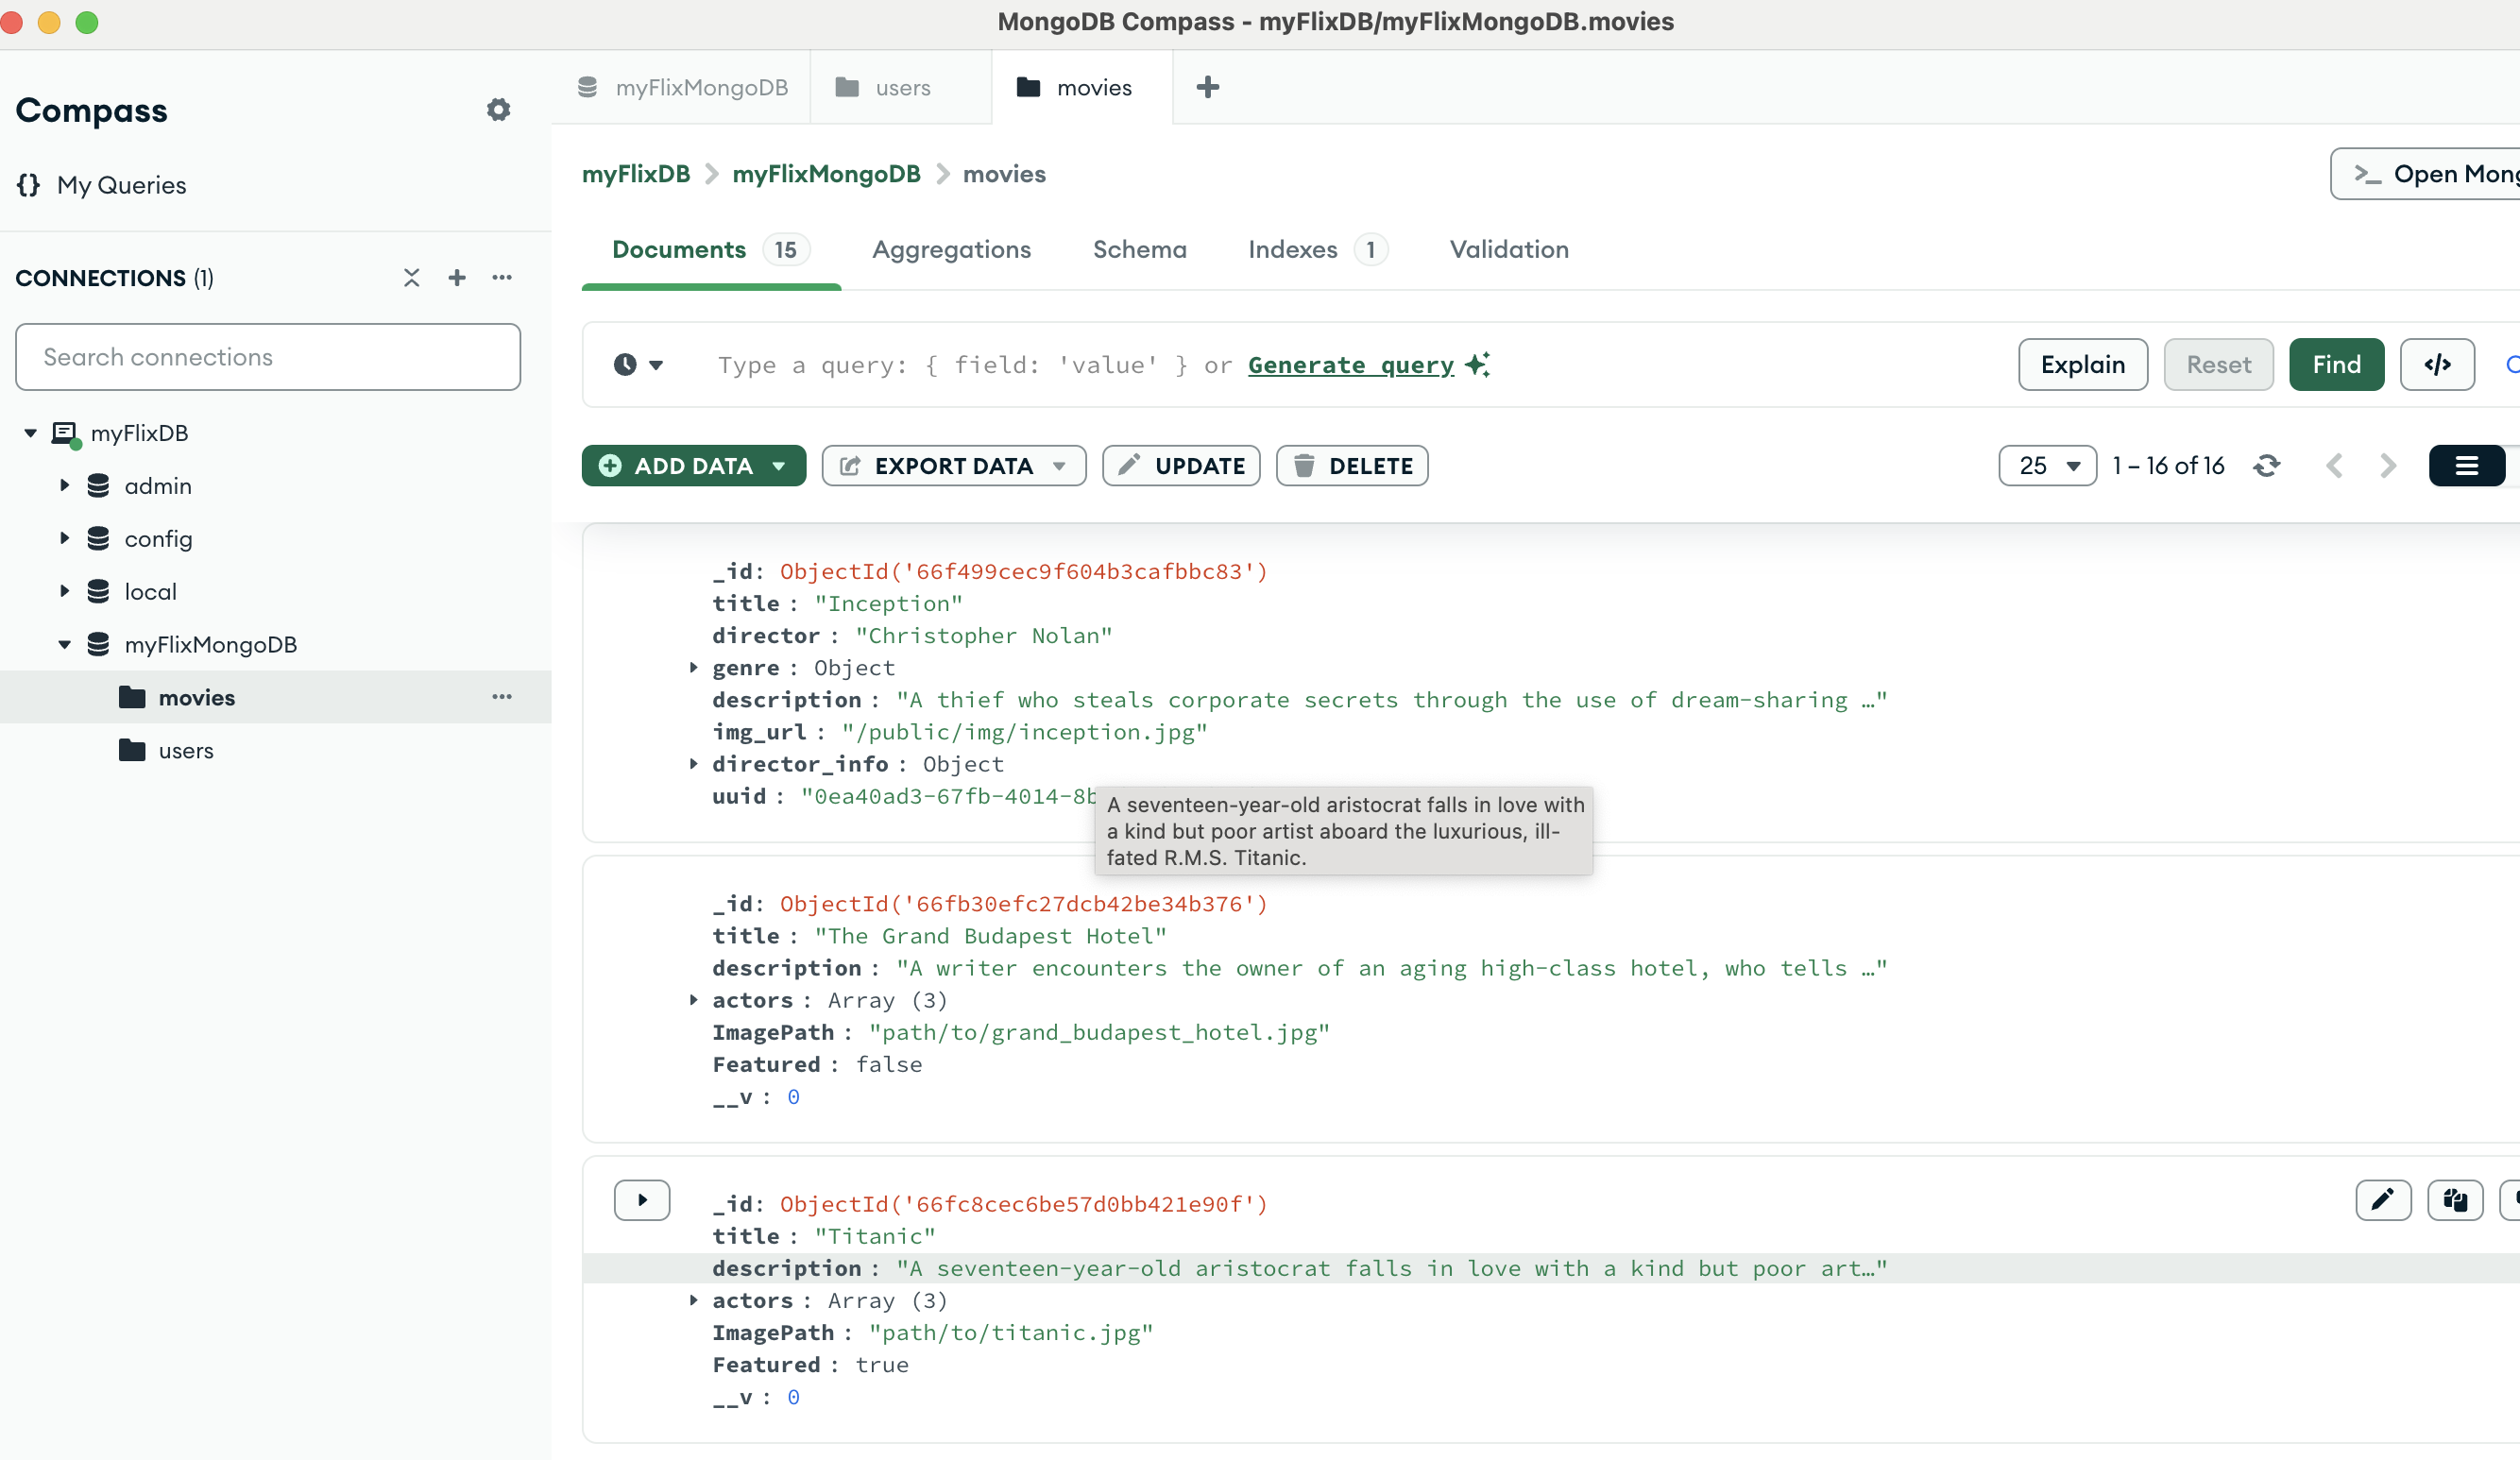 MongoDB Compass - myFlixDB/myFlixMongoDB.movies
Compass
My Queries
CONNECTIONS (1)
Search connections
myFlixDB
admin
config
local
myFlixMongoDB
movies
users
myFlixMongoDB users movies
myFlixDB > myFlixMongoDB > movies
>_ Open Mong
Documents 15 Aggregations Schema Indexes 1 Validation
Type a query: { field: 'value' } or Generate query
Explain Reset Find </>
ADD DATA EXPORT DATA UPDATE DELETE
25 1 – 16 of 16
_id: ObjectId('66f499cec9f604b3cafbbc83')
title : "Inception"
director : "Christopher Nolan"
genre : Object
description : "A thief who steals corporate secrets through the use of dream-sharing …"
img_url : "/public/img/inception.jpg"
director_info : Object
uuid : "0ea40ad3-67fb-4014-8b
A seventeen-year-old aristocrat falls in love with
a kind but poor artist aboard the luxurious, ill-
fated R.M.S. Titanic.
_id: ObjectId('66fb30efc27dcb42be34b376')
title : "The Grand Budapest Hotel"
description : "A writer encounters the owner of an aging high-class hotel, who tells …"
actors : Array (3)
ImagePath : "path/to/grand_budapest_hotel.jpg"
Featured : false
__v : 0
_id: ObjectId('66fc8cec6be57d0bb421e90f')
title : "Titanic"
description : "A seventeen-year-old aristocrat falls in love with a kind but poor art…"
actors : Array (3)
ImagePath : "path/to/titanic.jpg"
Featured : true
__v : 0